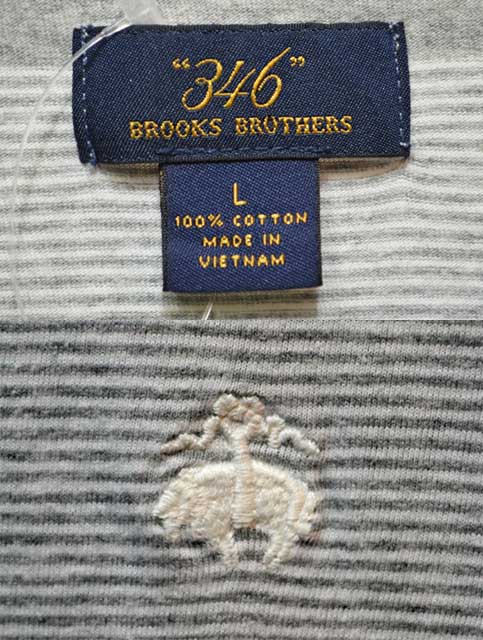 "346"
BROOKS BROTHERS
L
100% COTTON
MADE IN
VIETNAM